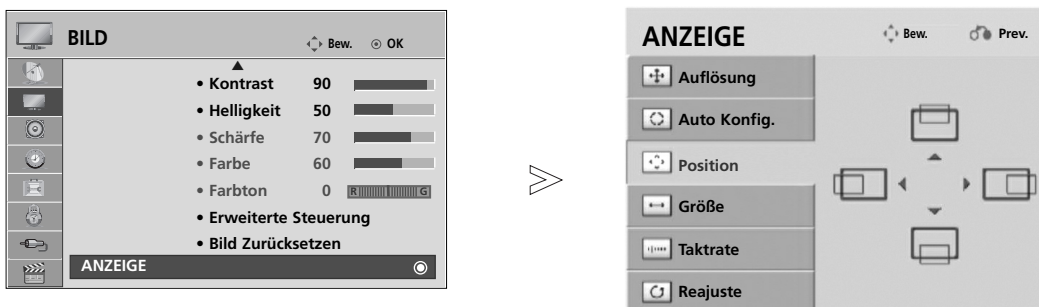 BILD
Bew. OK
• Kontrast 90
• Helligkeit 50
• Schärfe 70
• Farbe 60
• Farbton 0 R G
• Erweiterte Steuerung
• Bild Zurücksetzen
ANZEIGE
ANZEIGE
Bew. Prev.
Auflösung
Auto Konfig.
Position
Größe
Taktrate
Reajuste